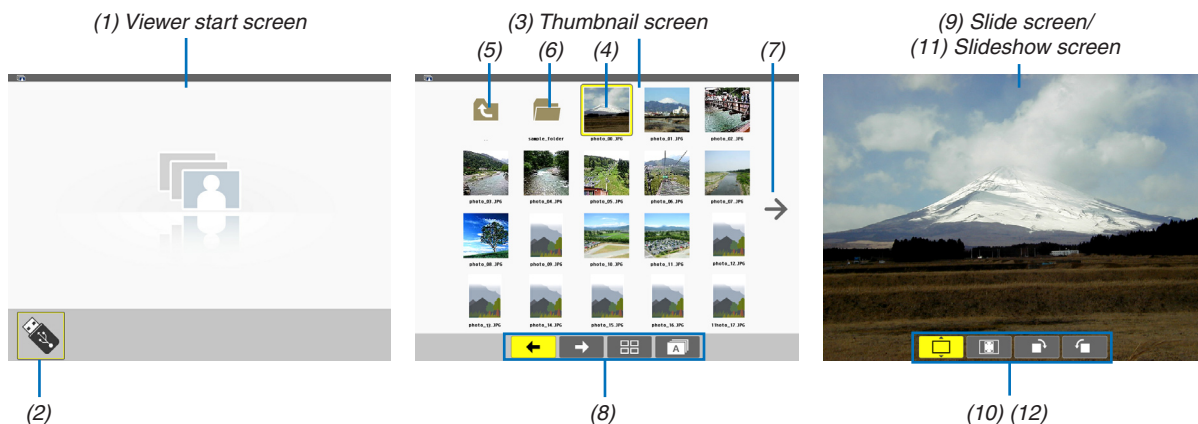 (1) Viewer start screen
(3) Thumbnail screen
(9) Slide screen/
(11) Slideshow screen
(5)
(6)
(4)
(7)
sample_folder
photo_00.JPG
photo_01.JPG
photo_02.JPG
photo_03.JPG
photo_04.JPG
photo_05.JPG
photo_06.JPG
photo_07.JPG
photo_08.JPG
photo_09.JPG
photo_10.JPG
photo_11.JPG
photo_12.JPG
photo_13.JPG
photo_14.JPG
photo_15.JPG
photo_16.JPG
A
(2)
(8)
(10) (12)